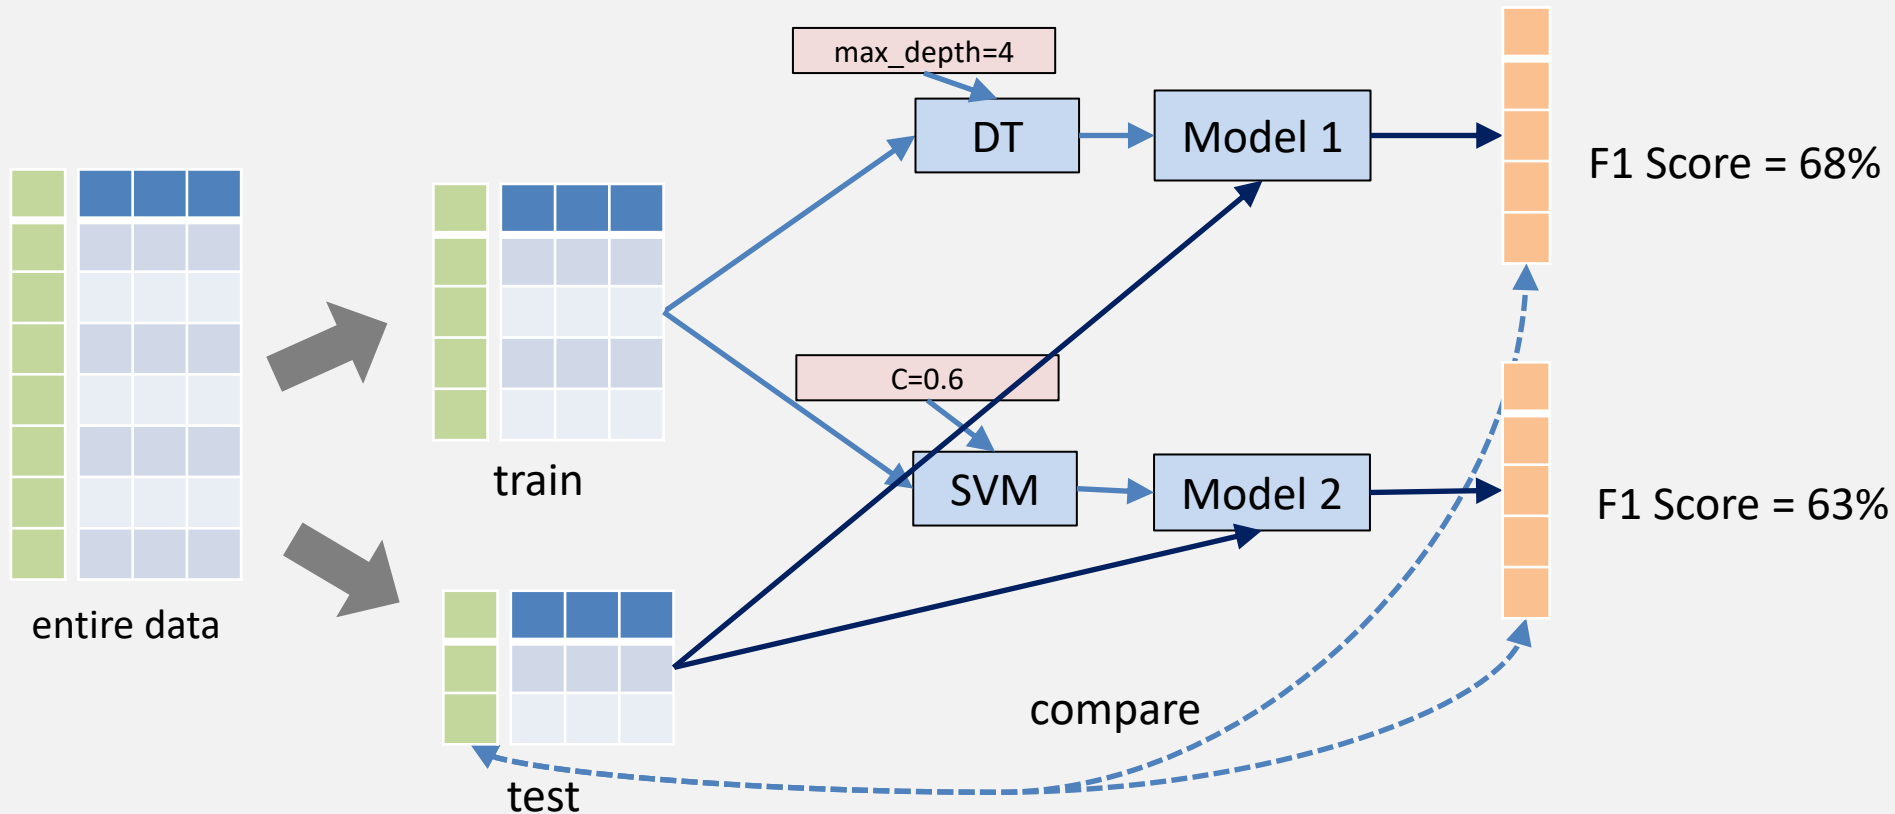 max_depth=4
DT
Model 1
F1 Score = 68%
entire data
train
C=0.6
SVM
Model 2
F1 Score = 63%
compare
test